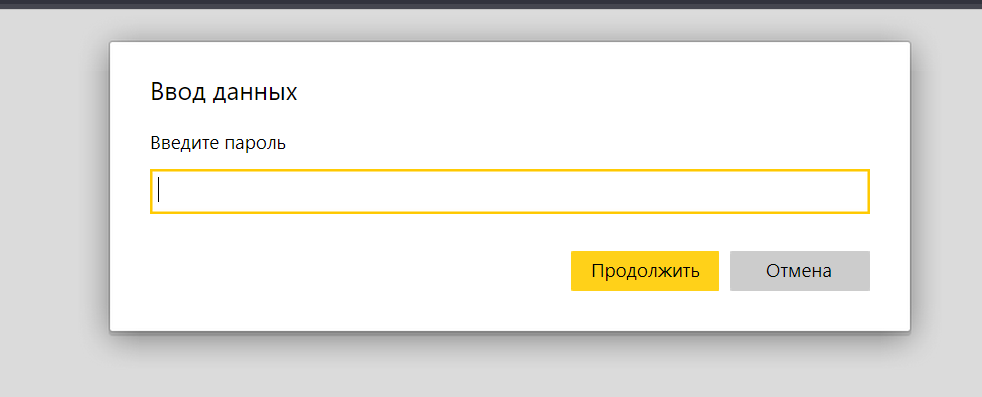 Ввод данных
Введите пароль
Продолжить
Отмена